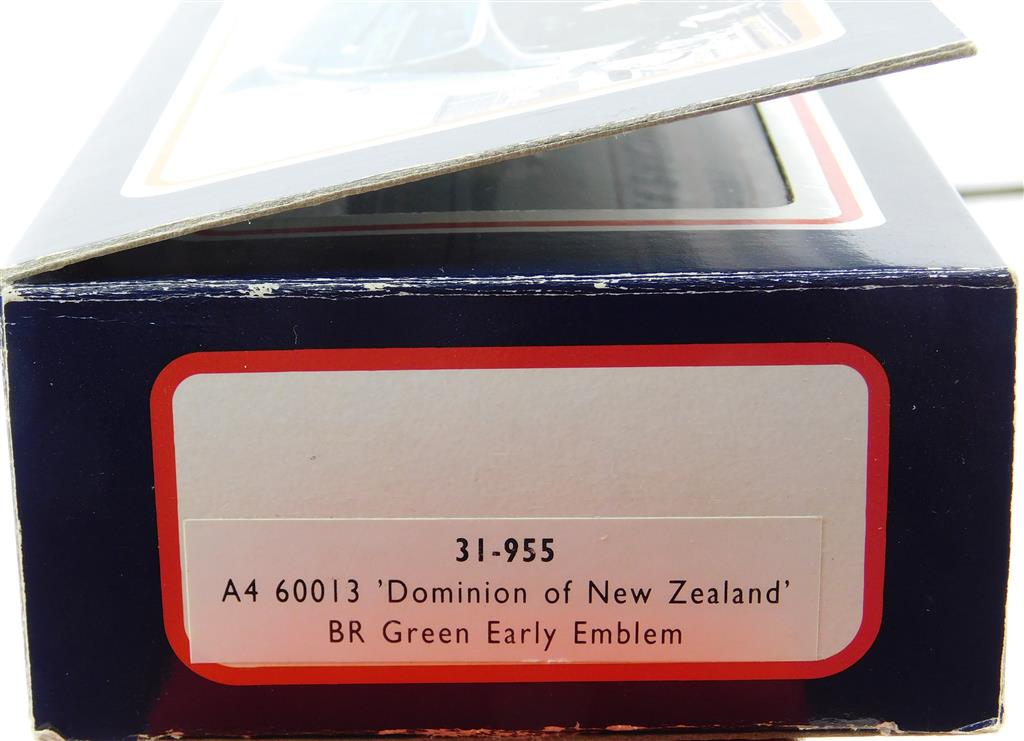 31-955
A4 60013 'Dominion of New Zealand'
BR Green Early Emblem